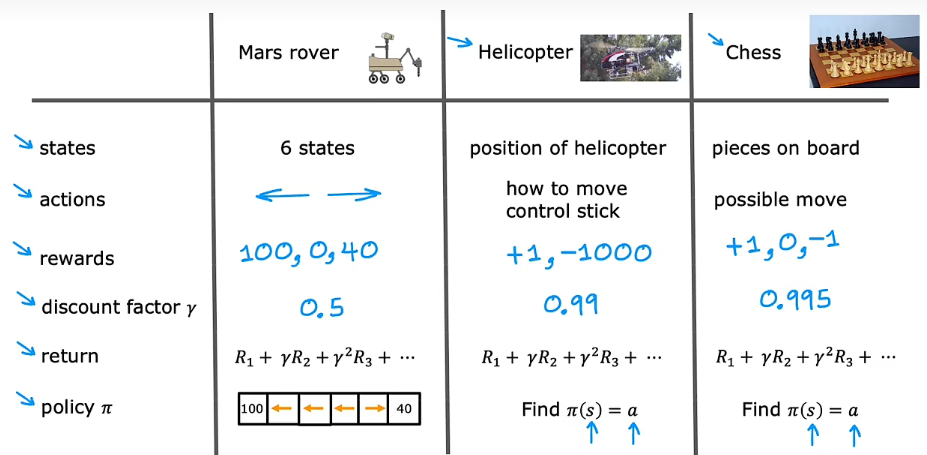 Mars rover Helicopter Chess
states 6 states position of helicopter pieces on board
actions ← → how to move control stick possible move
rewards 100, 0, 40 +1, -1000 +1, 0, -1
discount factor γ 0.5 0.99 0.995
return R₁ + γR₂ + γ²R₃ + ⋯ R₁ + γR₂ + γ²R₃ + ⋯ R₁ + γR₂ + γ²R₃ + ⋯
policy π 100 ← ← ← → 40 Find π(s) = a Find π(s) = a